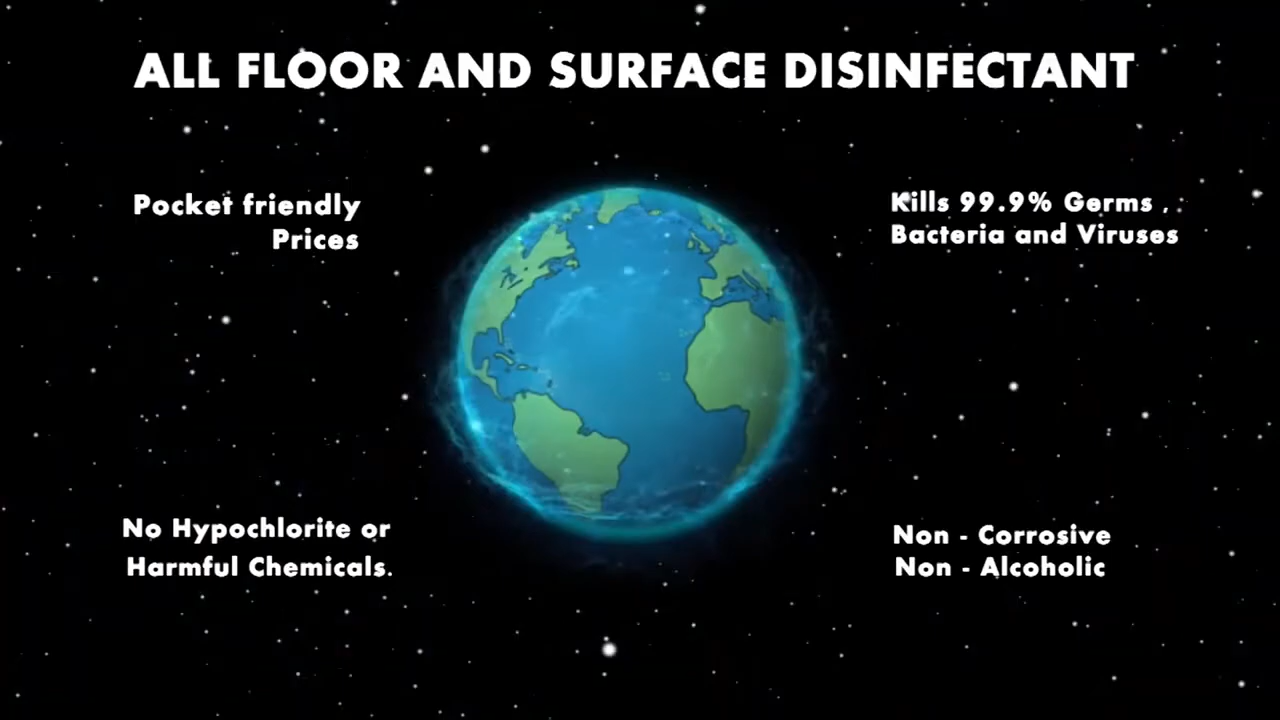 ALL FLOOR AND SURFACE DISINFECTANT
Pocket friendly
Prices
Kills 99.9% Germs ,
Bacteria and Viruses
No Hypochlorite or
Harmful Chemicals.
Non - Corrosive
Non - Alcoholic